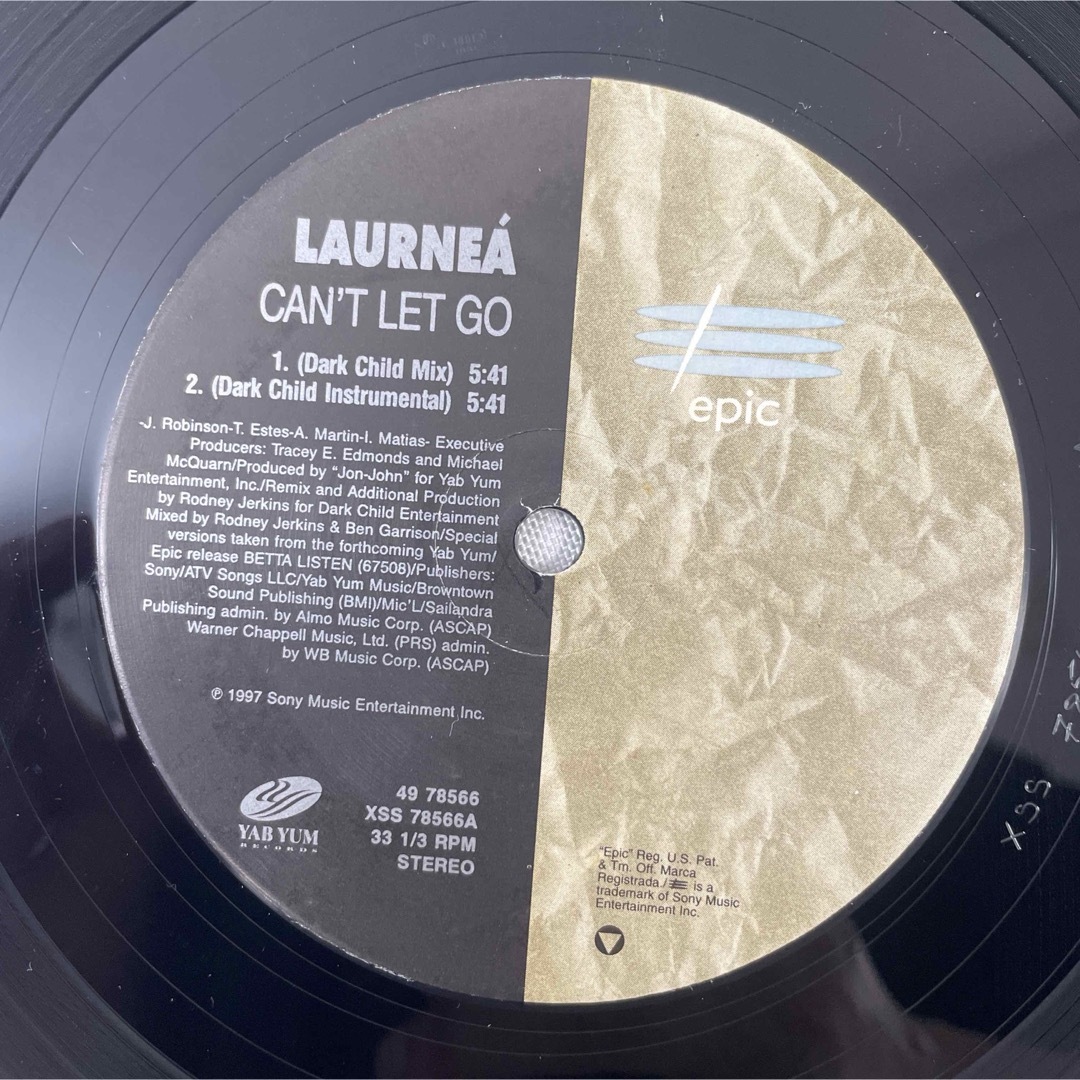 LAURNEÁ
CAN'T LET GO
1. (Dark Child Mix) 5:41
2. (Dark Child Instrumental) 5:41
-J. Robinson-T. Estes-A. Martin-I. Matias- Executive
Producers: Tracey E. Edmonds and Michael
McQuarn/Produced by "Jon-John" for Yab Yum
Entertainment, Inc./Remix and Additional Production
by Rodney Jerkins for Dark Child Entertainment
Mixed by Rodney Jerkins & Ben Garrison/Special
versions taken from the forthcoming Yab Yum/
Epic release BETTA LISTEN (67508)/Publishers:
Sony/ATV Songs LLC/Yab Yum Music/Browntown
Sound Publishing (BMI)/Mic'L/Sailandra
Publishing admin. by Almo Music Corp. (ASCAP)
Warner Chappell Music, Ltd. (PRS) admin.
by WB Music Corp. (ASCAP)
℗ 1997 Sony Music Entertainment Inc.
YAB YUM
RECORDS
49 78566
XSS 78566A
33 1/3 RPM
STEREO
epic
"Epic" Reg. U.S. Pat.
& Tm. Off. Marca
Registrada./ is a
trademark of Sony Music
Entertainment Inc.
XSS